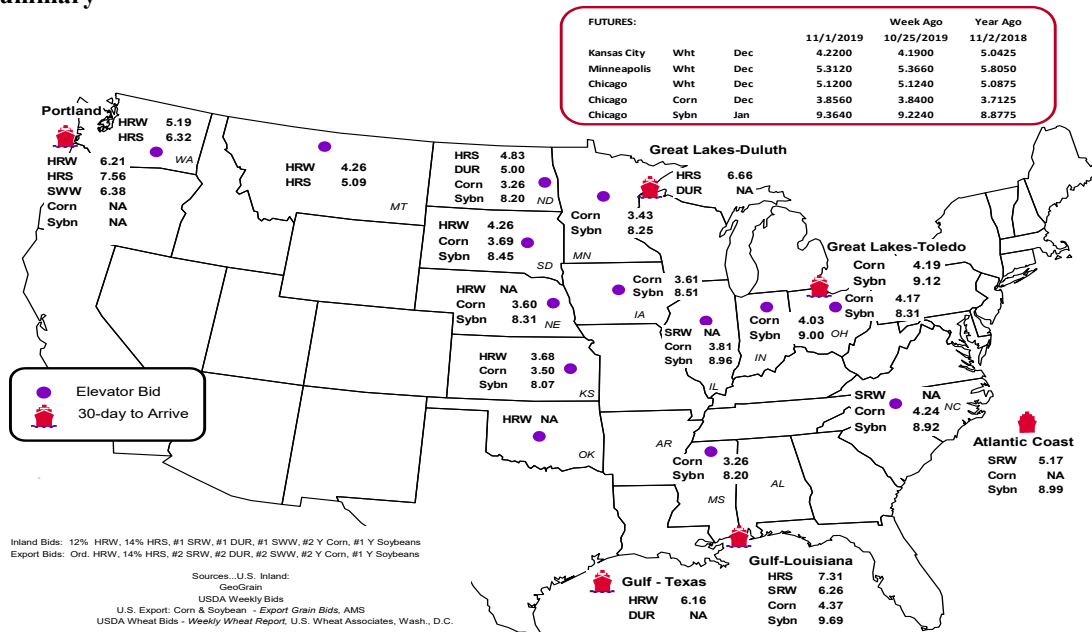 Summary
FUTURES: Week Ago Year Ago
11/1/2019 10/25/2019 11/2/2018
Kansas City Wht Dec 4.2200 4.1900 5.0425
Minneapolis Wht Dec 5.3120 5.3660 5.8050
Chicago Wht Dec 5.1200 5.1240 5.0875
Chicago Corn Dec 3.8560 3.8400 3.7125
Chicago Sybn Jan 9.3640 9.2240 8.8775
Portland
HRW 5.19
HRS 6.32
WA
HRW 6.21
HRS 7.56
SWW 6.38
Corn NA
Sybn NA
HRW 4.26
HRS 5.09
MT
HRS 4.83
DUR 5.00
Corn 3.26
Sybn 8.20
ND
Great Lakes-Duluth
HRS 6.66
DUR NA
Corn 3.43
Sybn 8.25
MN
HRW 4.26
Corn 3.69
Sybn 8.45
SD
Great Lakes-Toledo
Corn 4.19
Sybn 9.12
Corn 4.17
Sybn 8.31
OH
HRW NA
Corn 3.60
Sybn 8.31
NE
Corn 3.61
Sybn 8.51
IA
SRW NA
Corn 3.81
Sybn 8.96
IL
Corn 4.03
Sybn 9.00
IN
HRW 3.68
Corn 3.50
Sybn 8.07
KS
Elevator Bid
30-day to Arrive
HRW NA
OK
SRW NA
Corn 4.24
Sybn 8.92
NC
Atlantic Coast
SRW 5.17
Corn NA
Sybn 8.99
AR
Corn 3.26
Sybn 8.20
MS
AL
Inland Bids: 12% HRW, 14% HRS, #1 SRW, #1 DUR, #1 SWW, #2 Y Corn, #1 Y Soybeans
Export Bids: Ord. HRW, 14% HRS, #2 SRW, #2 DUR, #2 SWW, #2 Y Corn, #1 Y Soybeans
Sources...U.S. Inland:
GeoGrain
USDA Weekly Bids
U.S. Export: Corn & Soybean - Export Grain Bids, AMS
USDA Wheat Bids - Weekly Wheat Report, U.S. Wheat Associates, Wash., D.C.
Gulf - Texas
HRW 6.16
DUR NA
Gulf-Louisiana
HRS 7.31
SRW 6.26
Corn 4.37
Sybn 9.69